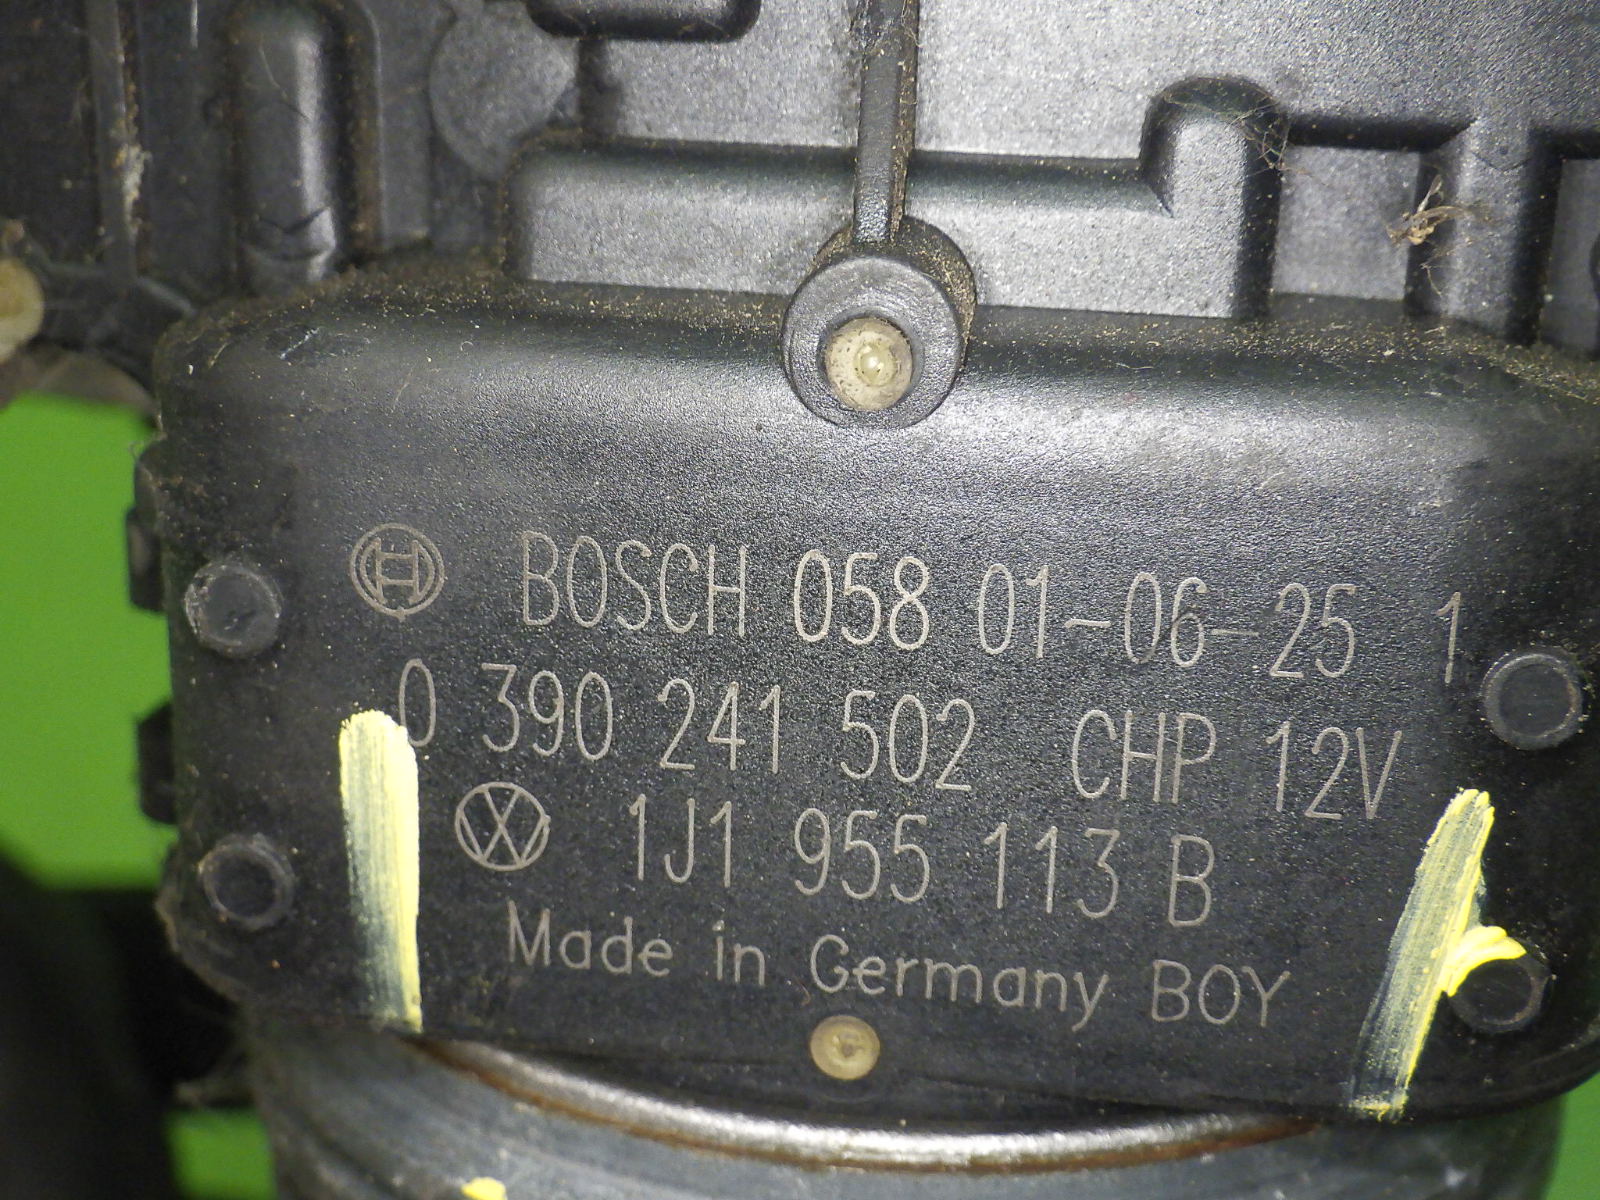 BOSCH 058 01-06-25 1
0 390 241 502 CHP 12V
1J1 955 113 B
Made in Germany BOY